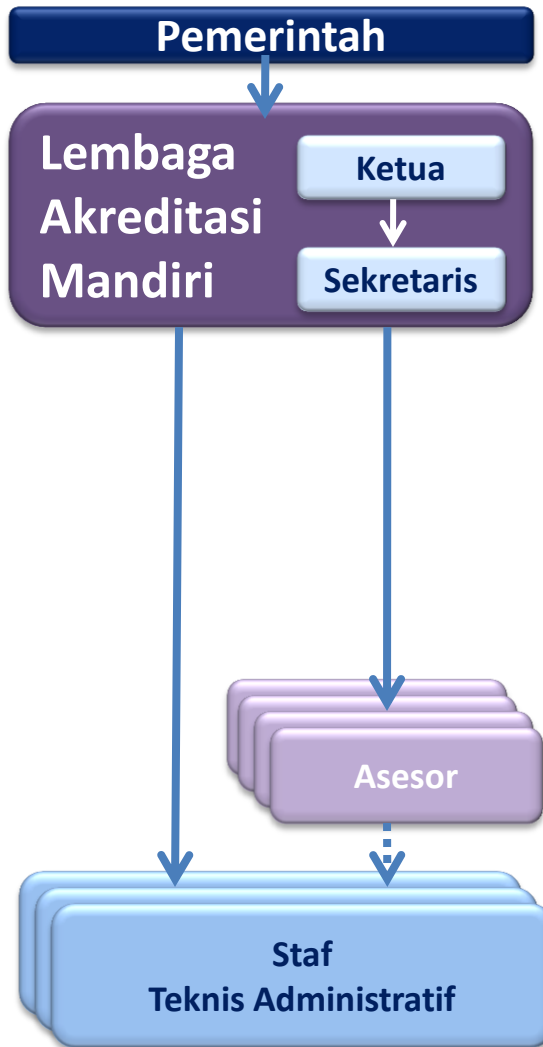 Pemerintah
Lembaga
Akreditasi
Mandiri
Ketua
Sekretaris
Asesor
Staf
Teknis Administratif